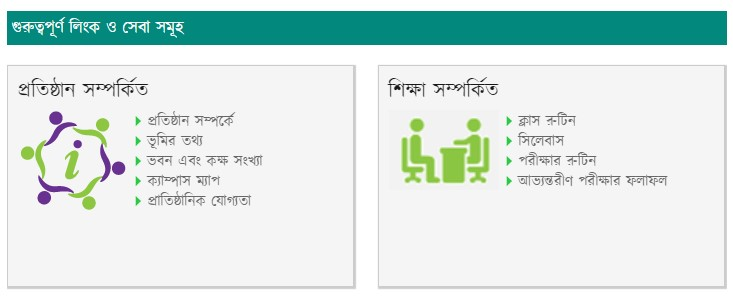 গুরুত্বপূর্ণ লিংক ও সেবা সমূহ
প্রতিষ্ঠান সম্পর্কিত
প্রতিষ্ঠান সম্পর্কে
ভূমির তথ্য
ভবন এবং কক্ষ সংখ্যা
ক্যাম্পাস ম্যাপ
প্রাতিষ্ঠানিক যোগ্যতা
i
শিক্ষা সম্পর্কিত
ক্লাস রুটিন
সিলেবাস
পরীক্ষার রুটিন
আভ্যন্তরীণ পরীক্ষার ফলাফল